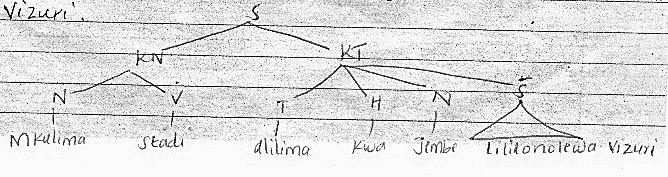 Vizuri.
S
KN KT
N V T H N S
Mkulima stadi alilima kwa jembe lililonolewa vizuri